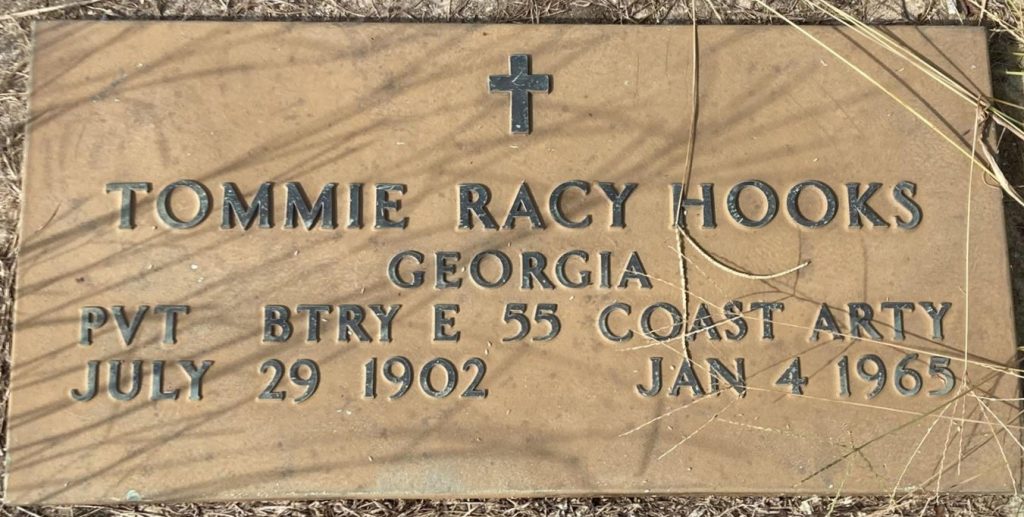 TOMMIE RACY HOOKS
GEORGIA
PVT BTRY E 55 COAST ARTY
JULY 29 1902 JAN 4 1965